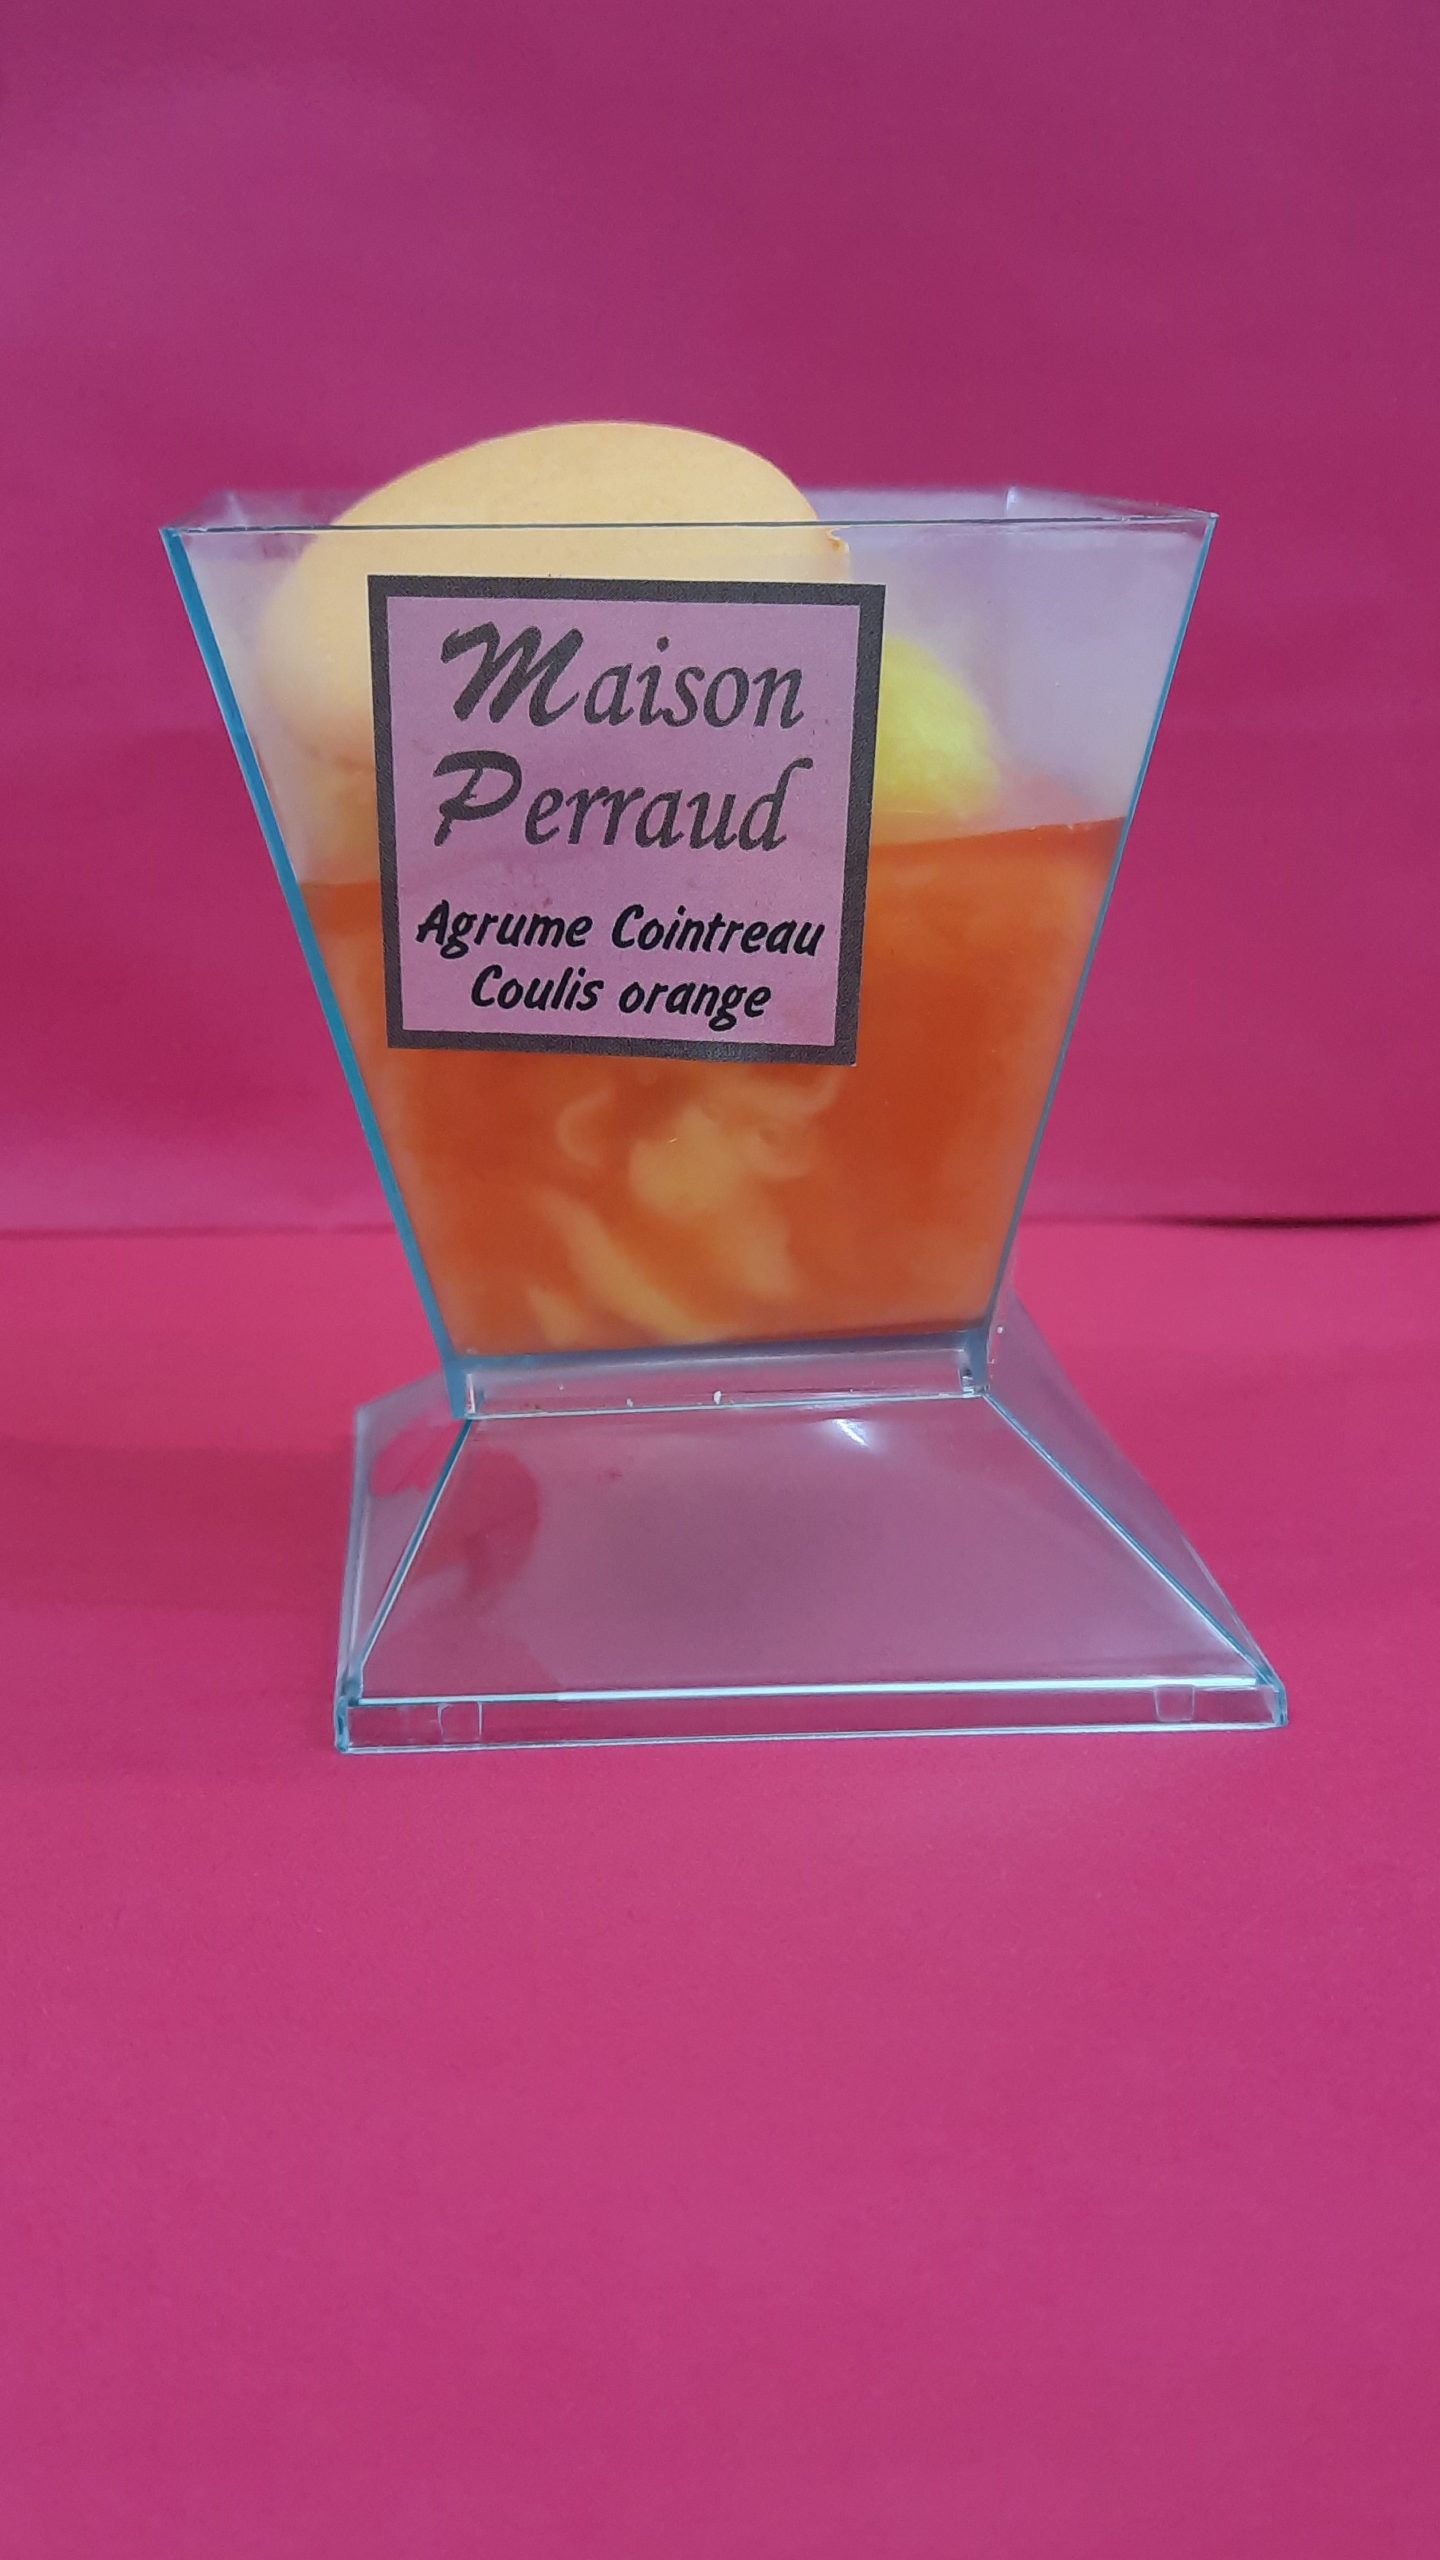 Maison
Perraud
Agrume Cointreau
Coulis orange